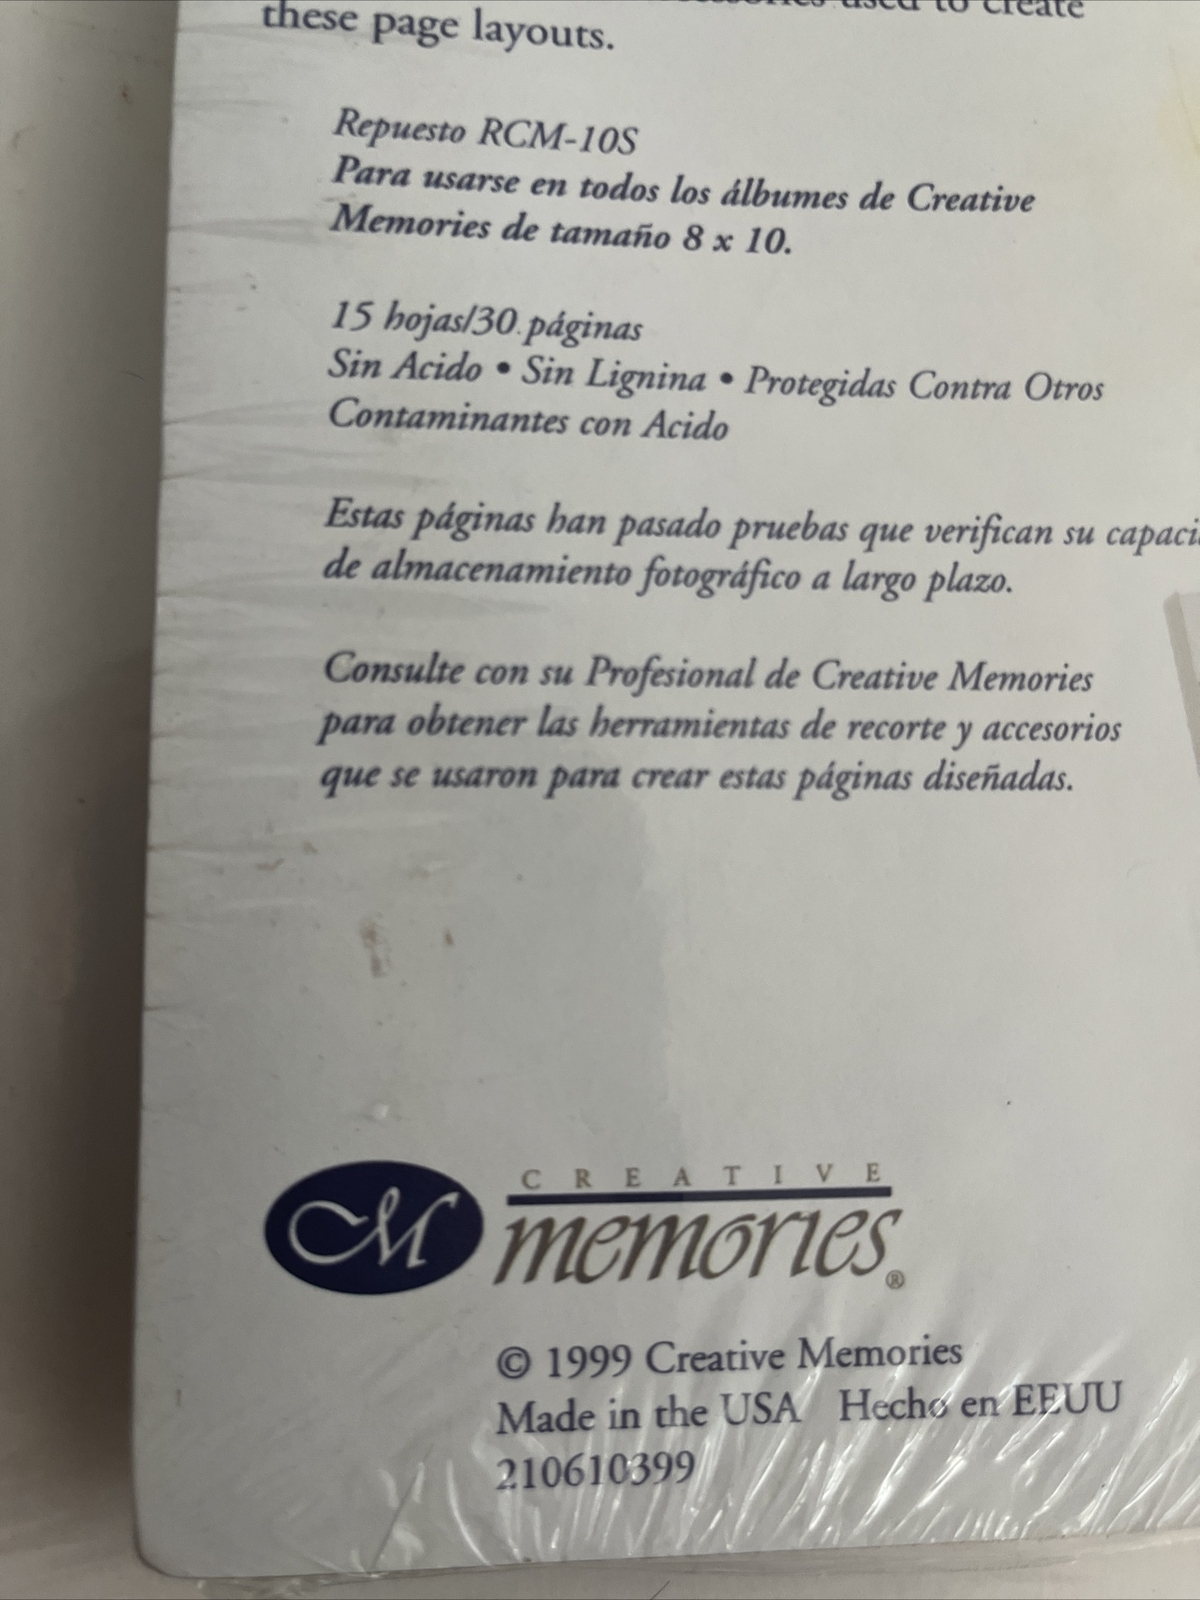 used to create
these page layouts.
Repuesto RCM-10S
Para usarse en todos los álbumes de Creative
Memories de tamaño 8 x 10.
15 hojas/30 páginas
Sin Acido • Sin Lignina • Protegidas Contra Otros
Contaminantes con Acido
Estas páginas han pasado pruebas que verifican su
de almacenamiento fotográfico a largo plazo.
Consulte con su Profesional de Creative Memories
para obtener las herramientas de recorte y accesorios
que se usaron para crear estas páginas diseñadas.
CM
CREATIVE
memories®
© 1999 Creative Memories
Made in the USA Hecho en EEUU
210610399